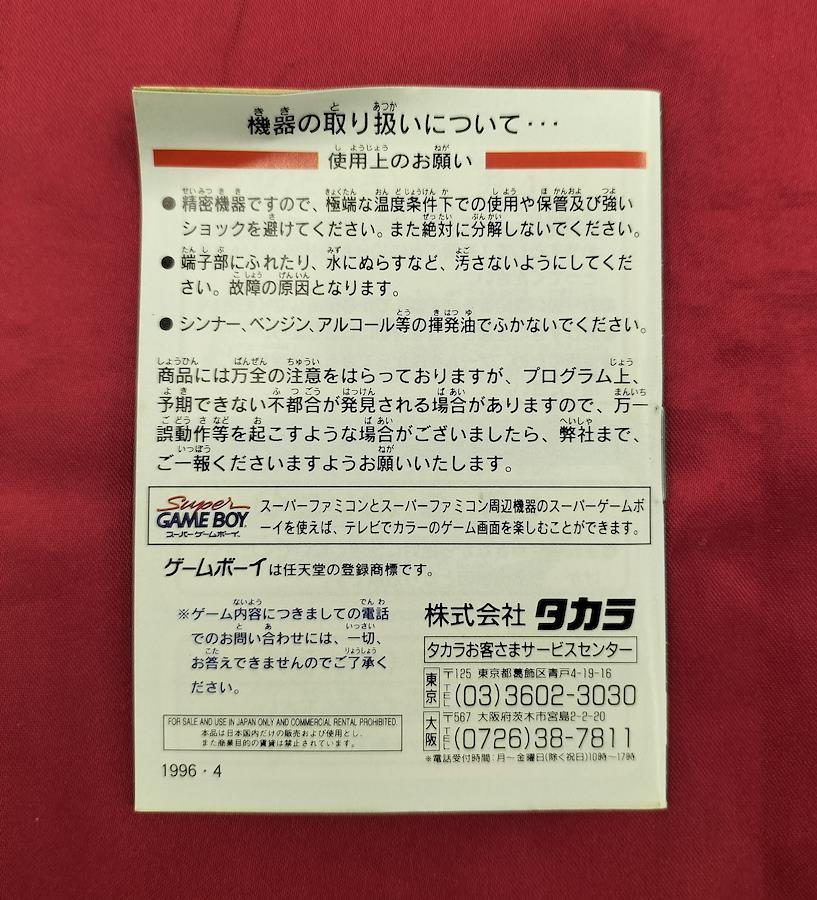 機器の取り扱いについて･･･
使用上のお願い
●精密機器ですので、極端な温度条件下での使用や保管及び強い
ショックを避けてください。また絶対に分解しないでください。
●端子部にふれたり、水にぬらすなど、汚さないようにしてくだ
さい。故障の原因となります。
●シンナー、ベンジン、アルコール等の揮発油でふかないでください。
商品には万全の注意をはらっておりますが、プログラム上、
予期できない不都合が発見される場合がありますので、万一
誤動作等を起こすような場合がございましたら、弊社まで、
ご一報くださいますようお願いいたします。
Super
GAME BOY
スーパーゲームボーイ
スーパーファミコンとスーパーファミコン周辺機器のスーパーゲームボ
ーイを使えば、テレビでカラーのゲーム画面を楽しむことができます。
ゲームボーイは任天堂の登録商標です。
※ゲーム内容につきましての電話
でのお問い合わせには、一切、
お答えできませんのでご了承く
ださい。
FOR SALE AND USE IN JAPAN ONLY AND COMMERCIAL RENTAL PROHIBITED.
本品は日本国内だけの販売および使用とし、
また商業目的の賃貸は禁止されています。
1996・4
株式会社 タカラ
タカラお客さまサービスセンター
東京 〒125 東京都葛飾区青戸4-19-16
TEL(03)3602-3030
大阪 〒567 大阪府茨木市宮島2-2-20
TEL(0726)38-7811
※電話受付時間:月～金曜日(除く祝日)10時～17時